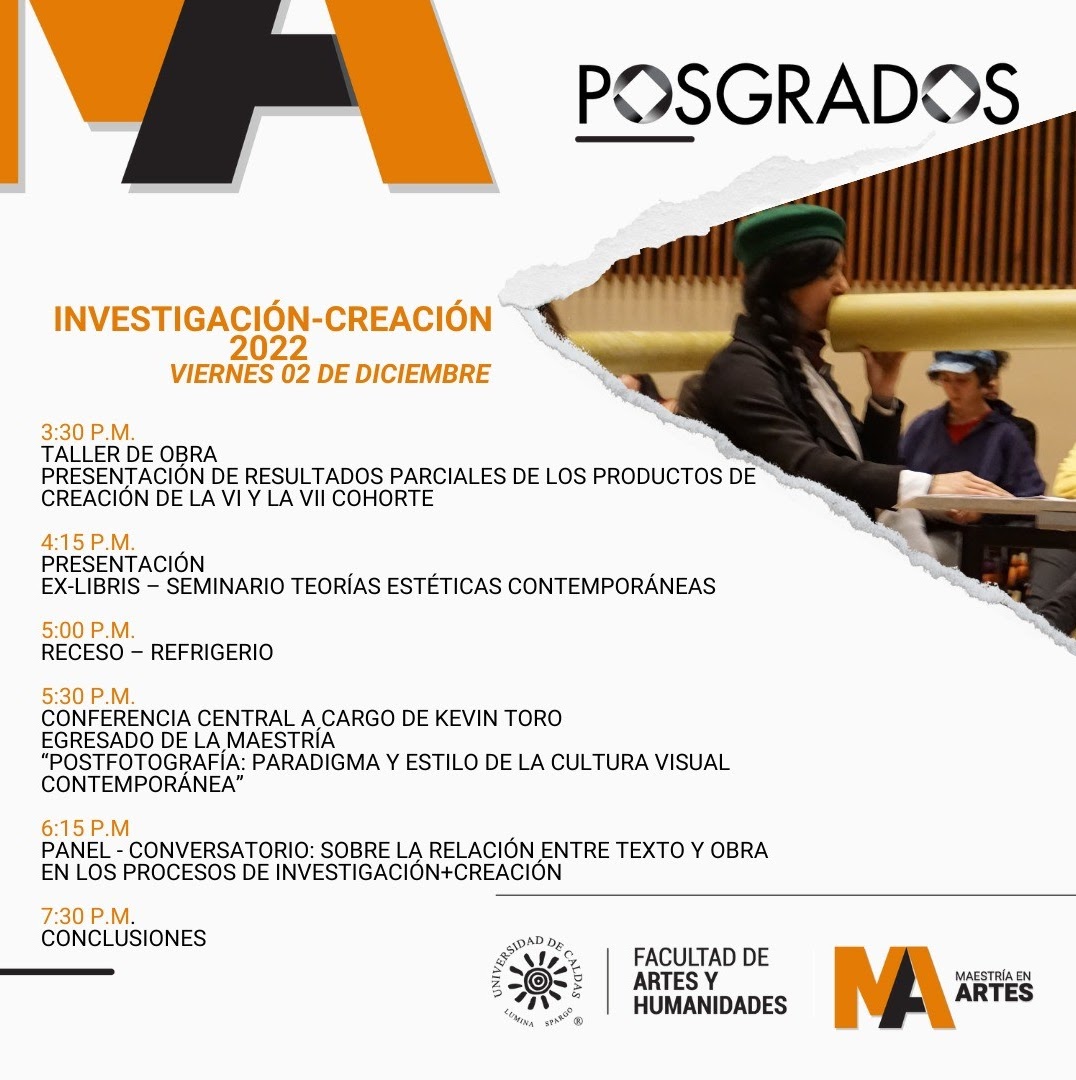 MA
POSGRADOS
INVESTIGACIÓN-CREACIÓN
2022
VIERNES 02 DE DICIEMBRE
3:30 P.M.
TALLER DE OBRA
PRESENTACIÓN DE RESULTADOS PARCIALES DE LOS PRODUCTOS DE
CREACIÓN DE LA VI Y LA VII COHORTE
4:15 P.M.
PRESENTACIÓN
EX-LIBRIS – SEMINARIO TEORÍAS ESTÉTICAS CONTEMPORÁNEAS
5:00 P.M.
RECESO – REFRIGERIO
5:30 P.M.
CONFERENCIA CENTRAL A CARGO DE KEVIN TORO
EGRESADO DE LA MAESTRÍA
“POSTFOTOGRAFÍA: PARADIGMA Y ESTILO DE LA CULTURA VISUAL
CONTEMPORÁNEA”
6:15 P.M
PANEL - CONVERSATORIO: SOBRE LA RELACIÓN ENTRE TEXTO Y OBRA
EN LOS PROCESOS DE INVESTIGACIÓN+CREACIÓN
7:30 P.M.
CONCLUSIONES
UNIVERSIDAD DE CALDAS
LUMINA SPARGO ®
FACULTAD DE
ARTES Y
HUMANIDADES
MA
MAESTRÍA EN
ARTES